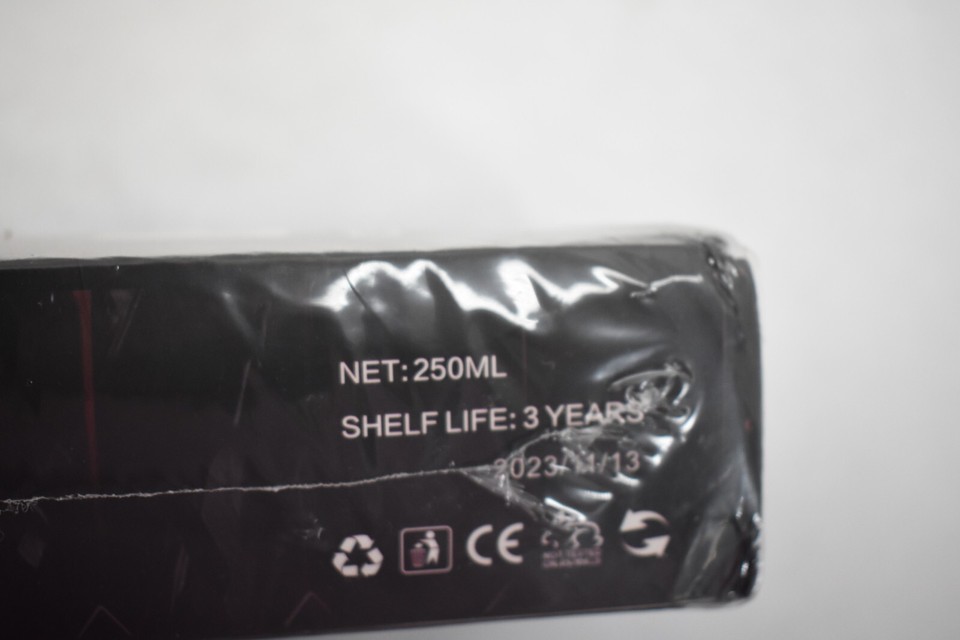 NET: 250ML
SHELF LIFE: 3 YEARS
2023/11/13
CE